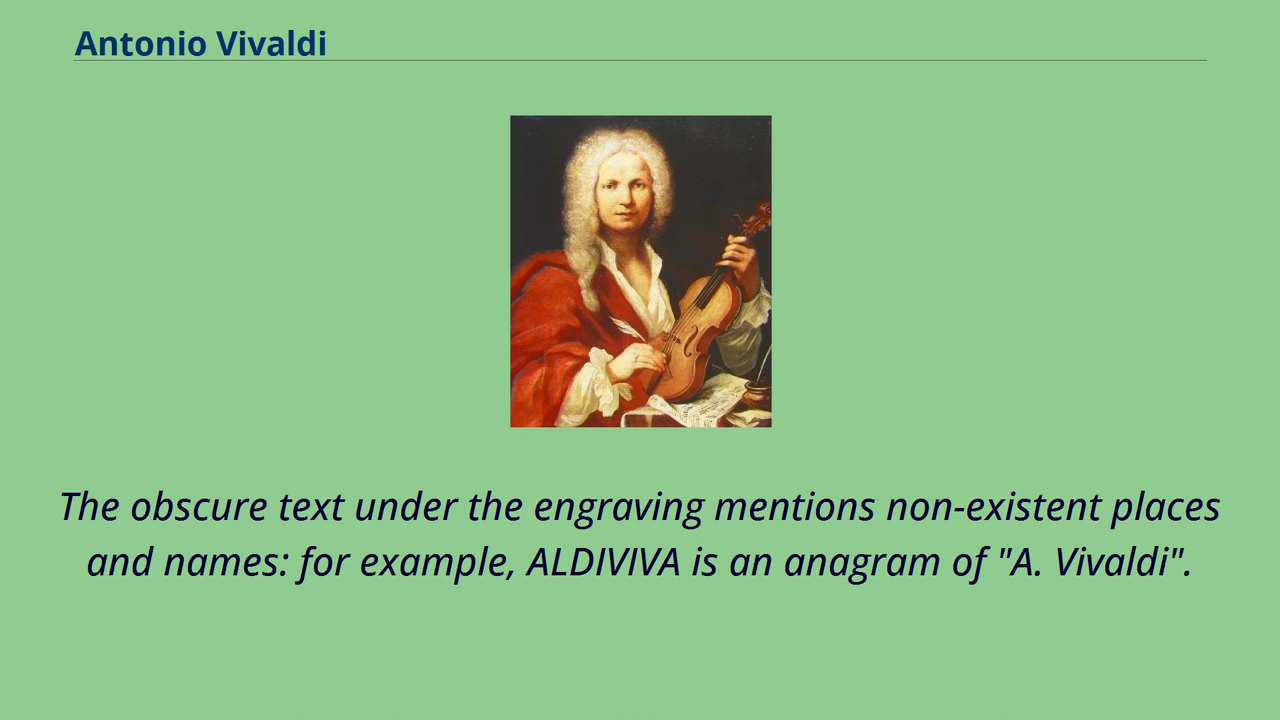 Antonio Vivaldi
The obscure text under the engraving mentions non-existent places
and names: for example, ALDIVIVA is an anagram of "A. Vivaldi".